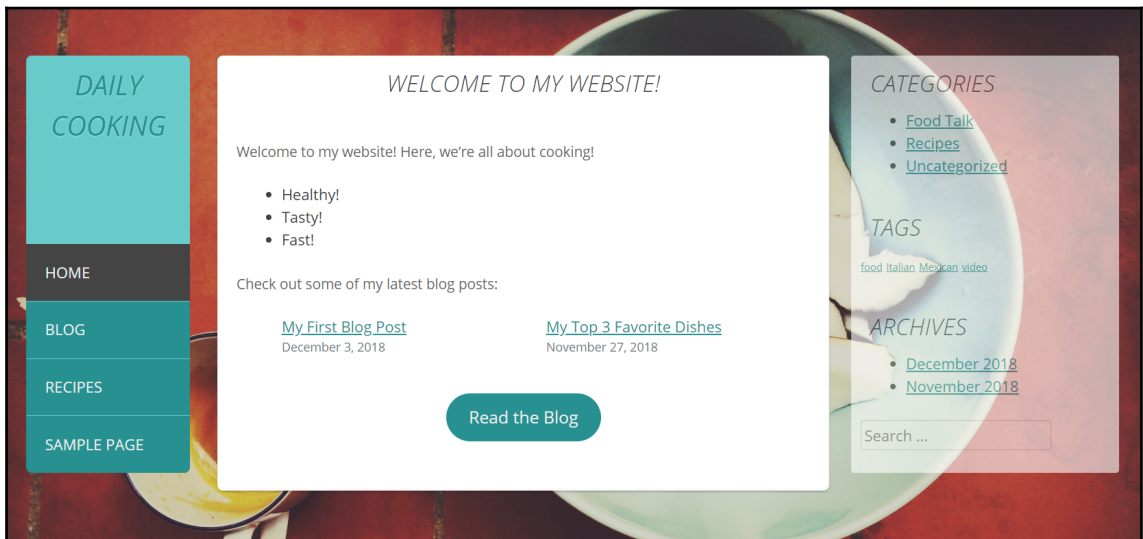 DAILY
COOKING
HOME
BLOG
RECIPES
SAMPLE PAGE
WELCOME TO MY WEBSITE!
Welcome to my website! Here, we’re all about cooking!
Healthy!
Tasty!
Fast!
Check out some of my latest blog posts:
My First Blog Post
December 3, 2018
My Top 3 Favorite Dishes
November 27, 2018
Read the Blog
CATEGORIES
Food Talk
Recipes
Uncategorized
TAGS
food Italian Mexican video
ARCHIVES
December 2018
November 2018
Search ...